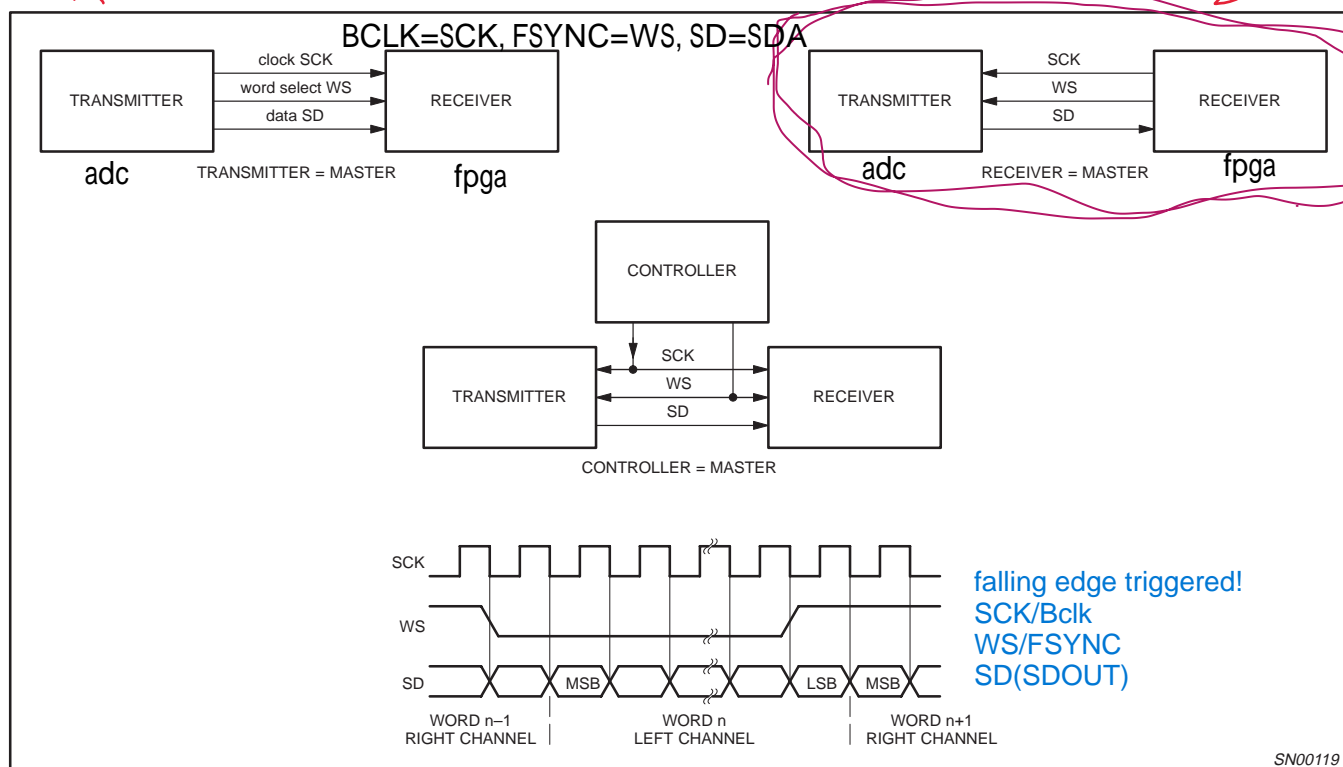 BCLK=SCK, FSYNC=WS, SD=SDA
TRANSMITTER
clock SCK
word select WS
data SD
RECEIVER
adc
TRANSMITTER = MASTER
fpga
TRANSMITTER
SCK
WS
SD
RECEIVER
adc
RECEIVER = MASTER
fpga
CONTROLLER
TRANSMITTER
SCK
WS
SD
RECEIVER
CONTROLLER = MASTER
SCK
WS
SD
MSB
LSB
MSB
WORD n–1
RIGHT CHANNEL
WORD n
LEFT CHANNEL
WORD n+1
RIGHT CHANNEL
falling edge triggered!
SCK/Bclk
WS/FSYNC
SD(SDOUT)
SN00119